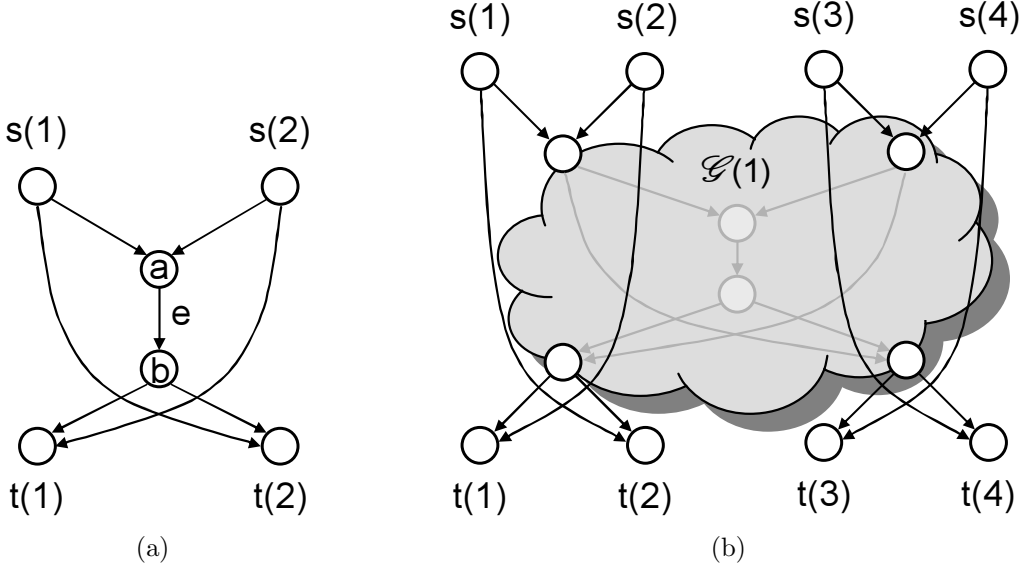 s(1) s(2) s(3) s(4)
s(1) s(2)
𝒢(1)
a
e
b
t(1) t(2) t(1) t(2) t(3) t(4)
(a) (b)